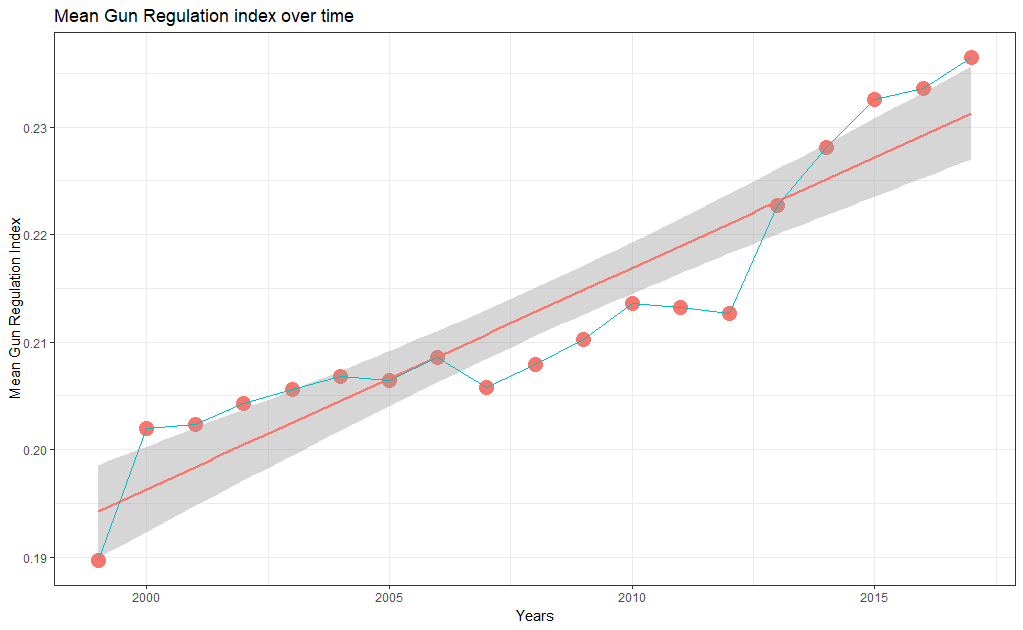 Mean Gun Regulation index over time
Mean Gun Regulation Index
0.23
0.22
0.21
0.20
0.19
2000 2005 2010 2015
Years